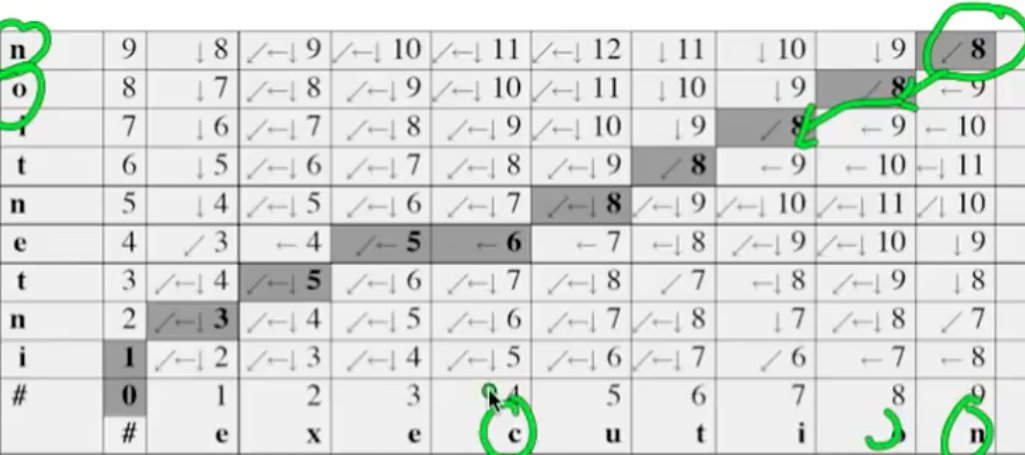 n 9 ↓ 8 ↙←↓ 9 ↙←↓ 10 ↙←↓ 11 ↙←↓ 12 ↓ 11 ↓ 10 ↓ 9 ↙ 8
o 8 ↓ 7 ↙←↓ 8 ↙←↓ 9 ↙←↓ 10 ↙←↓ 11 ↓ 10 ↓ 9 ↙ 8 ← 9
i 7 ↓ 6 ↙←↓ 7 ↙←↓ 8 ↙←↓ 9 ↙←↓ 10 ↓ 9 ↙ 8 ← 9 ← 10
t 6 ↓ 5 ↙←↓ 6 ↙←↓ 7 ↙←↓ 8 ↙←↓ 9 ↙ 8 ← 9 ← 10 ←↓ 11
n 5 ↓ 4 ↙←↓ 5 ↙←↓ 6 ↙←↓ 7 ↙←↓ 8 ↙←↓ 9 ↙←↓ 10 ↙←↓ 11 ↙↓ 10
e 4 ↙ 3 ← 4 ↙← 5 ← 6 ← 7 ←↓ 8 ↙←↓ 9 ↙←↓ 10 ↓ 9
t 3 ↙←↓ 4 ↙←↓ 5 ↙←↓ 6 ↙←↓ 7 ↙←↓ 8 ↙ 7 ←↓ 8 ↙←↓ 9 ↓ 8
n 2 ↙←↓ 3 ↙←↓ 4 ↙←↓ 5 ↙←↓ 6 ↙←↓ 7 ↙←↓ 8 ↓ 7 ↙←↓ 8 ↙ 7
i 1 ↙←↓ 2 ↙←↓ 3 ↙←↓ 4 ↙←↓ 5 ↙←↓ 6 ↙←↓ 7 ↙ 6 ← 7 ← 8
# 0 1 2 3 4 5 6 7 8 9
# e x e c u t i o n